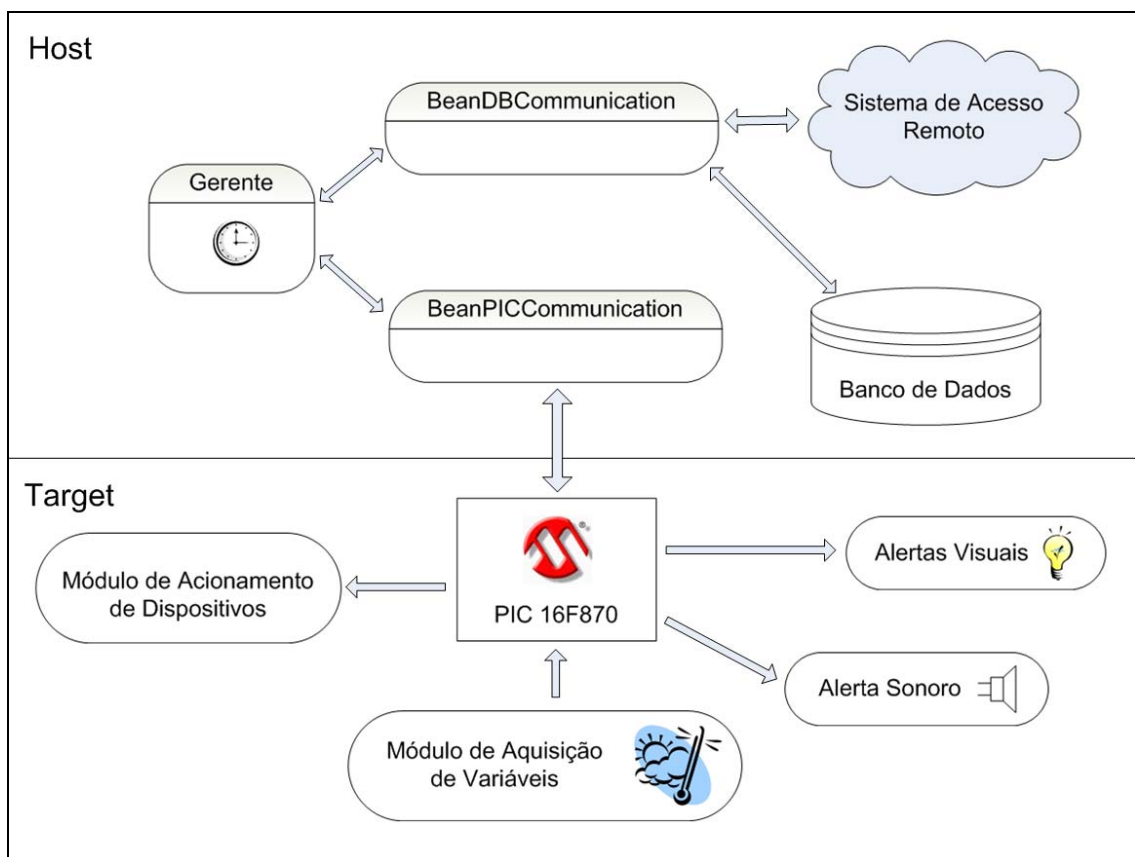 Host
BeanDBCommunication
Sistema de Acesso
Remoto
Gerente
BeanPICCommunication
Banco de Dados
Target
Módulo de Acionamento
de Dispositivos
PIC 16F870
Alertas Visuais
Alerta Sonoro
Módulo de Aquisição
de Variáveis